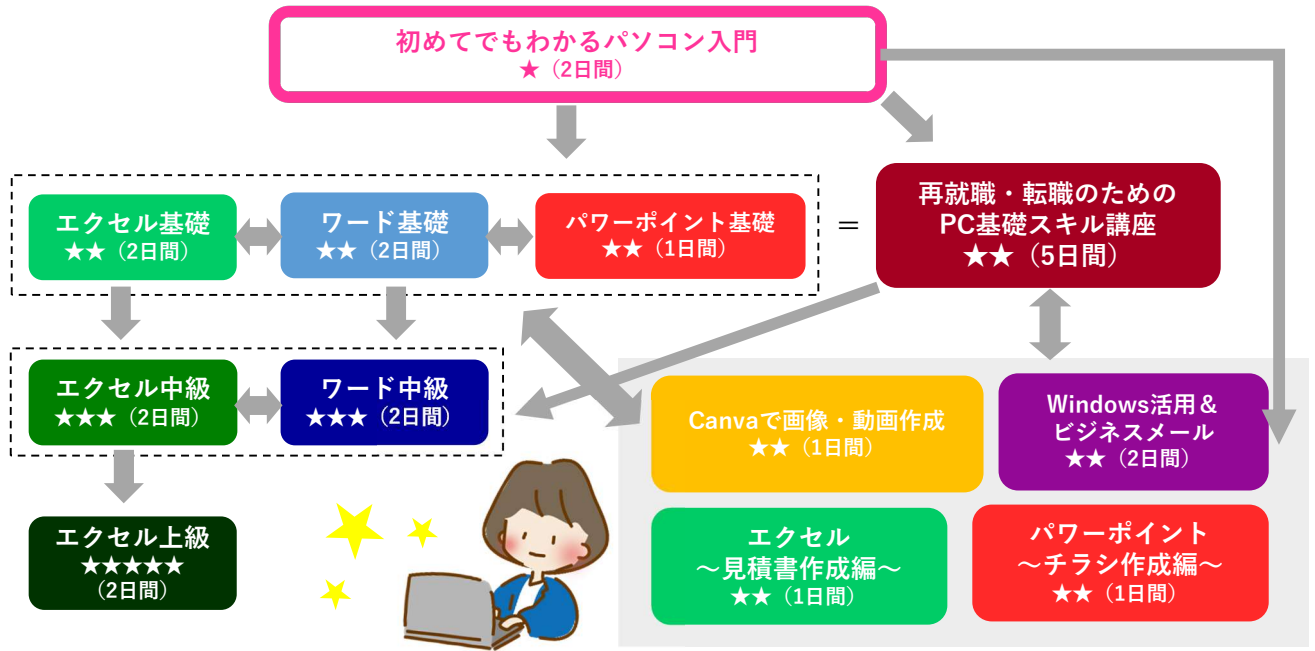 初めてでもわかるパソコン入門
★（2日間）
エクセル基礎
★★（2日間）
ワード基礎
★★（2日間）
パワーポイント基礎
★★（1日間）
＝
再就職・転職のための
PC基礎スキル講座
★★（5日間）
エクセル中級
★★★（2日間）
ワード中級
★★★（2日間）
エクセル上級
★★★★★
（2日間）
Canvaで画像・動画作成
★★（1日間）
Windows活用＆
ビジネスメール
★★（2日間）
エクセル
～見積書作成編～
★★（1日間）
パワーポイント
～チラシ作成編～
★★（1日間）